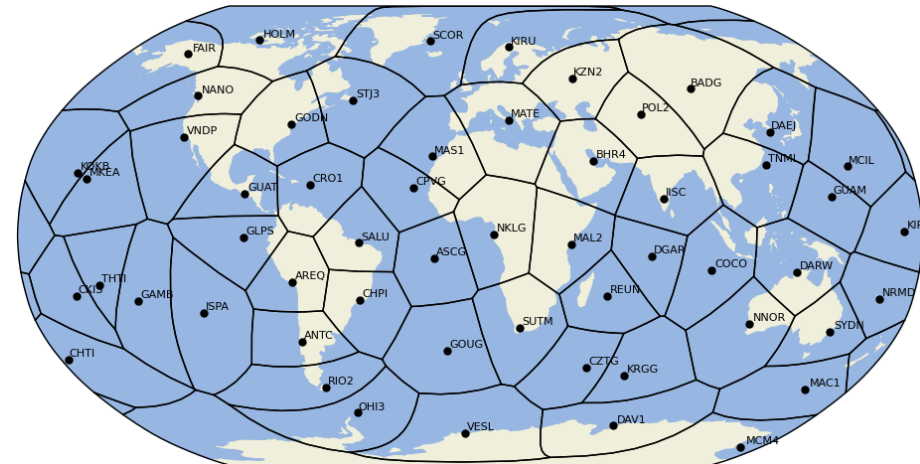 HOLM
SCOR
KIRU
FAIR
KZN2
NANO
STJ3
BADG
POL2
GODN
MATE
DAEJ
VNDP
MAS1
BHR4
TNML
MCIL
KOKB
MKEA
CRO1
CPVG
GUAT
JISC
GUAM
GLPS
SALU
NKLG
MAL2
KIR
ASCG
DGAR
COCO
DARW
THTI
CKIS
GAMB
AREQ
CHPI
REUN
NRMD
ISPA
SUTM
NNOR
SYDN
ANTC
GOUG
CHTI
CZTG
KRGG
RIO2
MAC1
OHI3
VESL
DAV1
MCM4